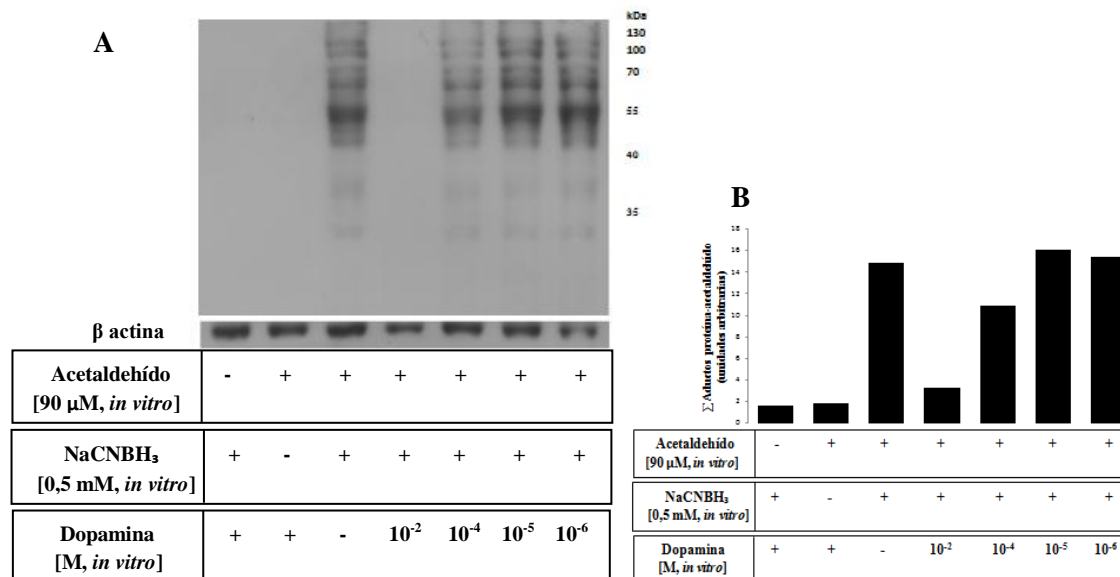 A
kDa
130
100
70
55
40
35
β actina
Acetaldehído - + + + + + +
[90 µM, in vitro]
NaCNBH₃ + - + + + + +
[0,5 mM, in vitro]
Dopamina + + - 10⁻² 10⁻⁴ 10⁻⁵ 10⁻⁶
[M, in vitro]
B
∑ Aductos proteína-acetaldehído
(unidades arbitrarias)
18
16
14
12
10
8
6
4
2
0
Acetaldehído - + + + + + +
[90 µM, in vitro]
NaCNBH₃ + - + + + + +
[0,5 mM, in vitro]
Dopamina + + - 10⁻² 10⁻⁴ 10⁻⁵ 10⁻⁶
[M, in vitro]